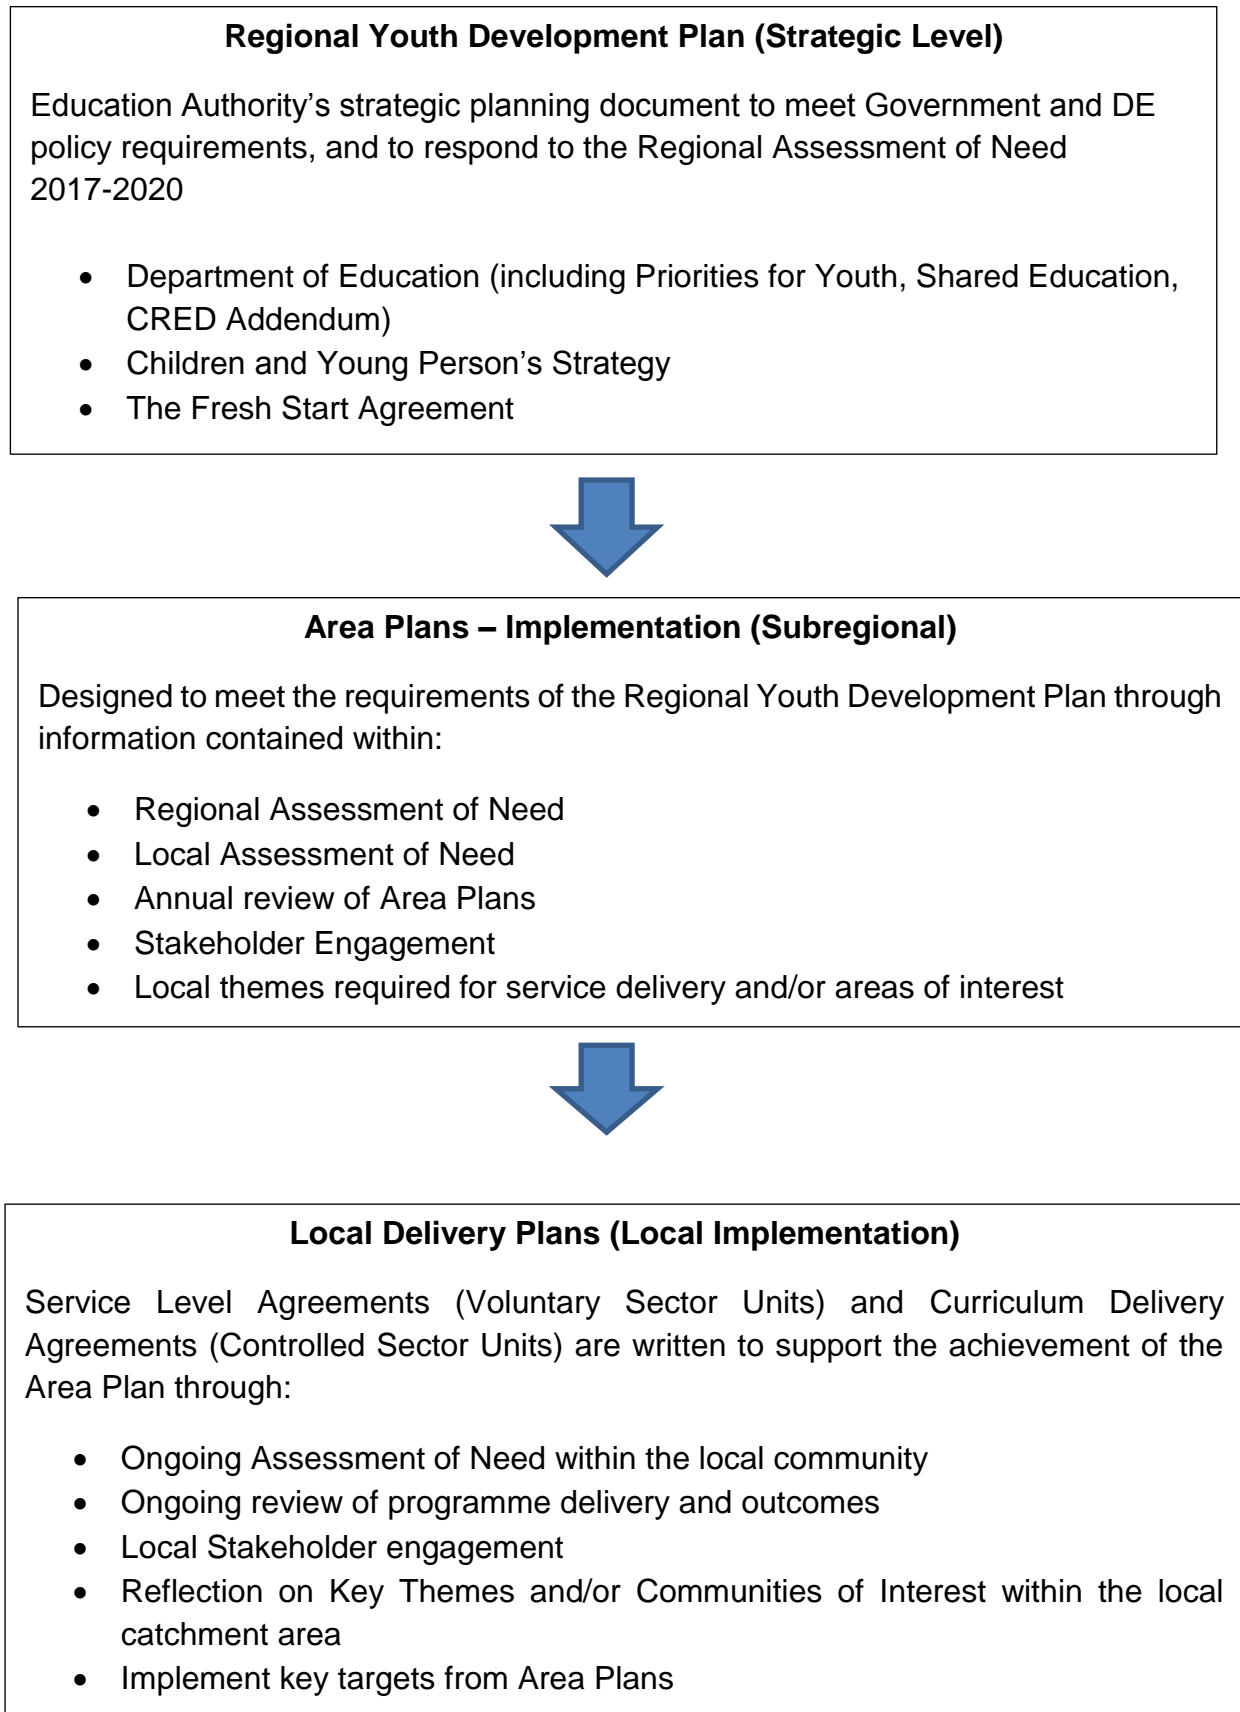 Regional Youth Development Plan (Strategic Level)
Education Authority’s strategic planning document to meet Government and DE
policy requirements, and to respond to the Regional Assessment of Need
2017-2020
• Department of Education (including Priorities for Youth, Shared Education,
CRED Addendum)
• Children and Young Person’s Strategy
• The Fresh Start Agreement
Area Plans – Implementation (Subregional)
Designed to meet the requirements of the Regional Youth Development Plan through
information contained within:
• Regional Assessment of Need
• Local Assessment of Need
• Annual review of Area Plans
• Stakeholder Engagement
• Local themes required for service delivery and/or areas of interest
Local Delivery Plans (Local Implementation)
Service Level Agreements (Voluntary Sector Units) and Curriculum Delivery
Agreements (Controlled Sector Units) are written to support the achievement of the
Area Plan through:
• Ongoing Assessment of Need within the local community
• Ongoing review of programme delivery and outcomes
• Local Stakeholder engagement
• Reflection on Key Themes and/or Communities of Interest within the local
catchment area
• Implement key targets from Area Plans